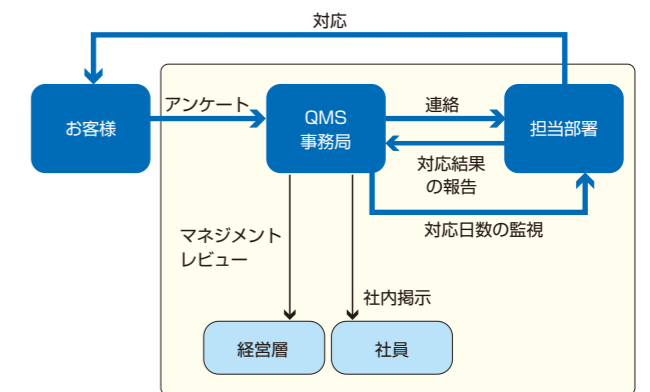 対応
アンケート
お客様
QMS
事務局
連絡
担当部署
対応結果
の報告
対応日数の監視
マネジメント
レビュー
社内掲示
経営層
社員